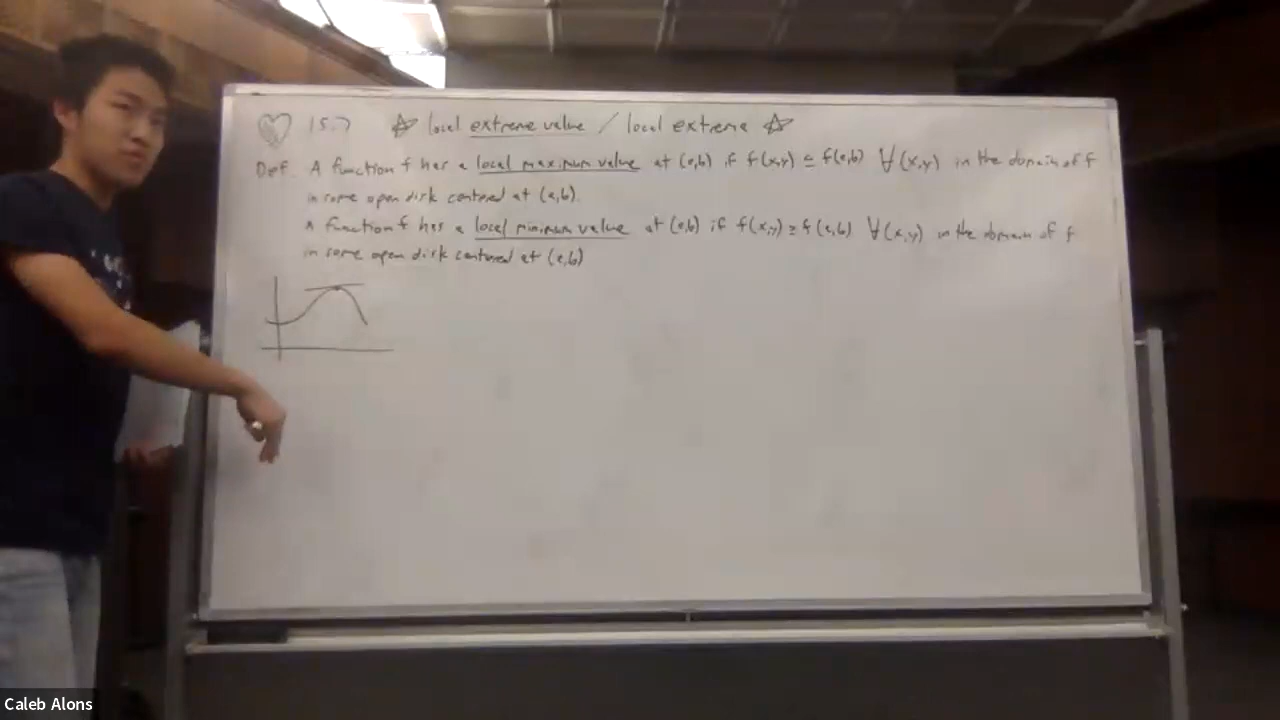 15.7 ☆ local extreme value / local extrema ☆
Def. A function f has a local maximum value at (a,b) if f(x,y) ≤ f(a,b) ∀(x,y) in the domain of f
in some open disk centered at (a,b).
A function f has a local minimum value at (a,b) if f(x,y) ≥ f(a,b) ∀(x,y) in the domain of f
in some open disk centered at (a,b)
Caleb Alons